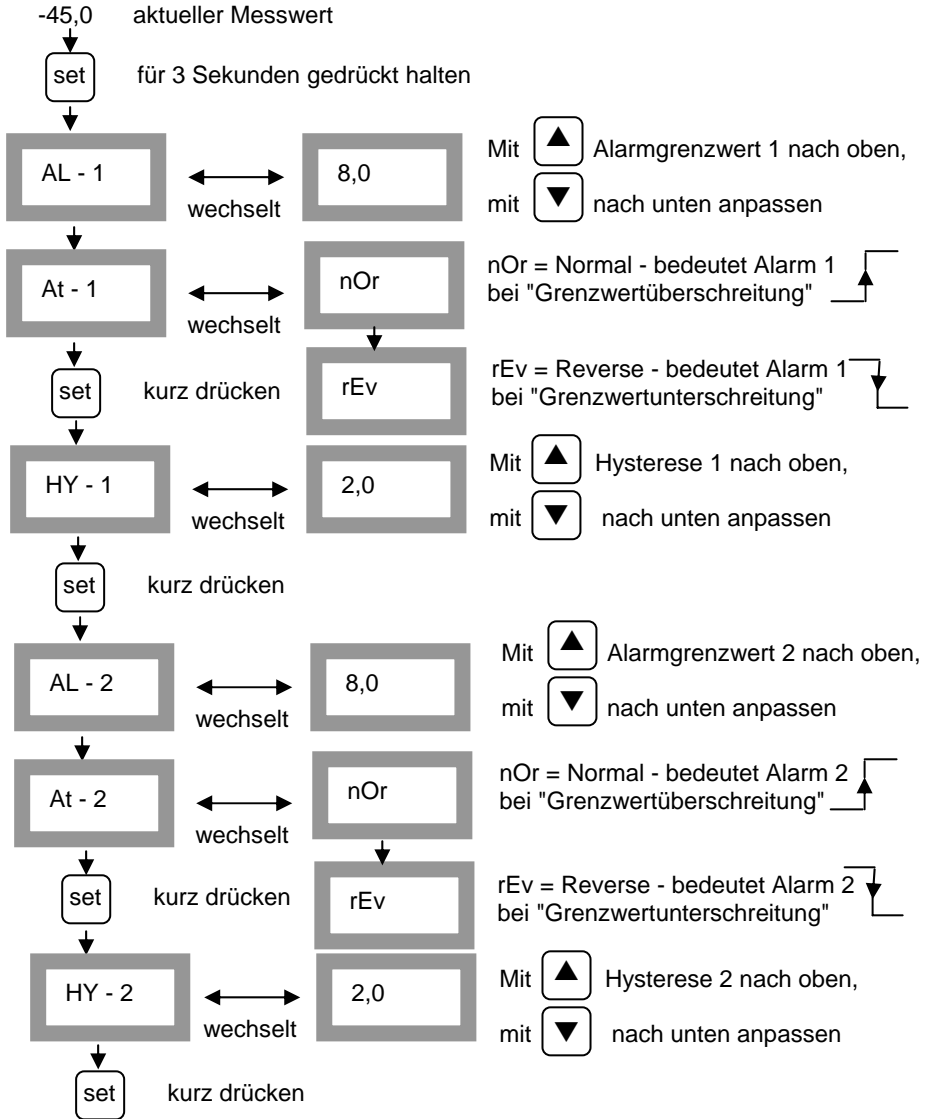 -45,0 aktueller Messwert
set für 3 Sekunden gedrückt halten
AL - 1 wechselt 8,0 Mit ▲ Alarmgrenzwert 1 nach oben,
mit ▼ nach unten anpassen
At - 1 wechselt nOr nOr = Normal - bedeutet Alarm 1
bei "Grenzwertüberschreitung"
set kurz drücken rEv rEv = Reverse - bedeutet Alarm 1
bei "Grenzwertunterschreitung"
HY - 1 wechselt 2,0 Mit ▲ Hysterese 1 nach oben,
mit ▼ nach unten anpassen
set kurz drücken
AL - 2 wechselt 8,0 Mit ▲ Alarmgrenzwert 2 nach oben,
mit ▼ nach unten anpassen
At - 2 wechselt nOr nOr = Normal - bedeutet Alarm 2
bei "Grenzwertüberschreitung"
set kurz drücken rEv rEv = Reverse - bedeutet Alarm 2
bei "Grenzwertunterschreitung"
HY - 2 wechselt 2,0 Mit ▲ Hysterese 2 nach oben,
mit ▼ nach unten anpassen
set kurz drücken